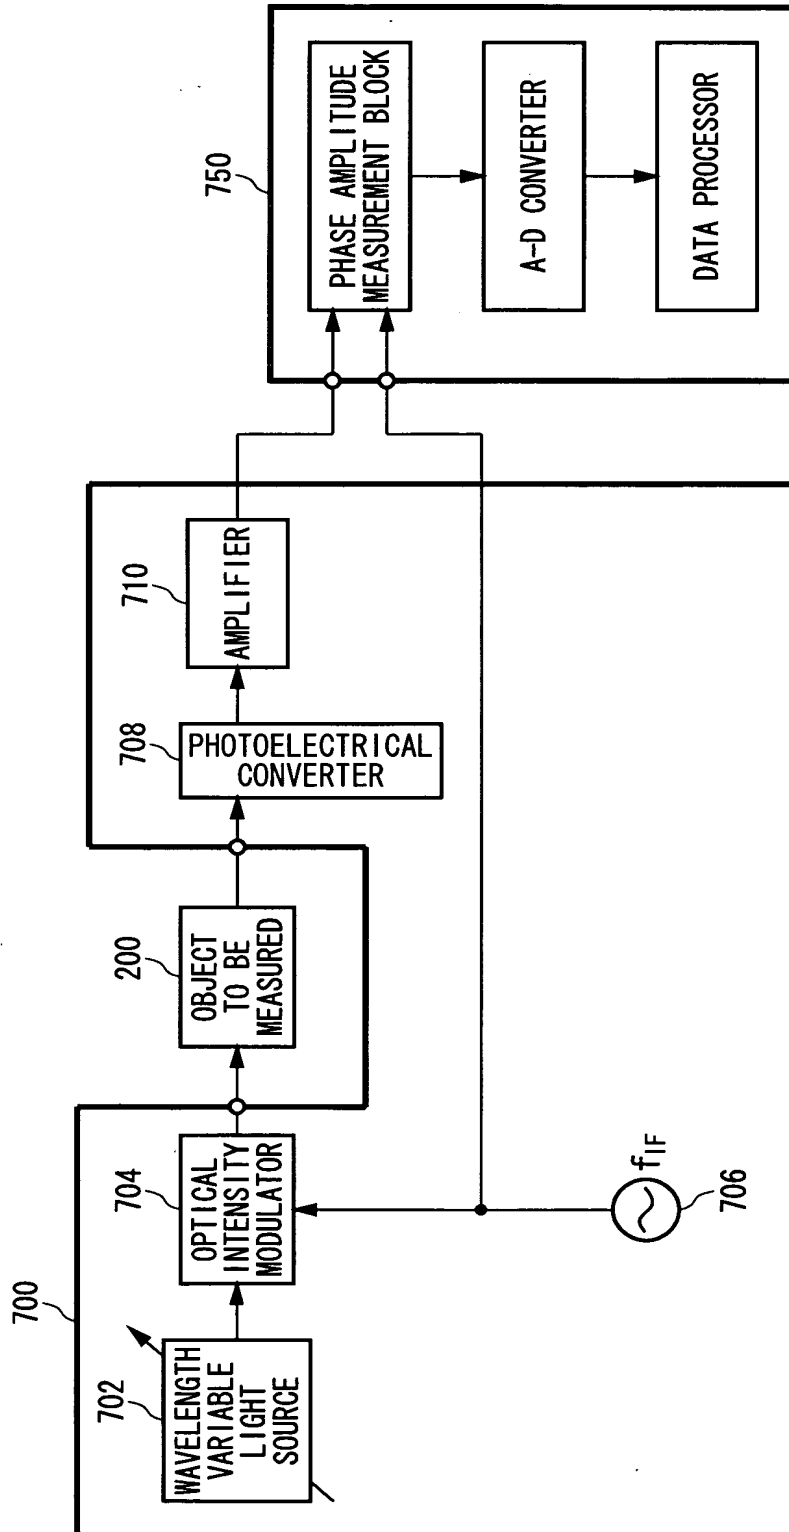 700
702
WAVELENGTH
VARIABLE
LIGHT
SOURCE
704
OPTICAL
INTENSITY
MODULATOR
706
fIF
200
OBJECT
TO BE
MEASURED
708
PHOTOELECTRICAL
CONVERTER
710
AMPLIFIER
750
PHASE AMPLITUDE
MEASUREMENT BLOCK
A-D CONVERTER
DATA PROCESSOR